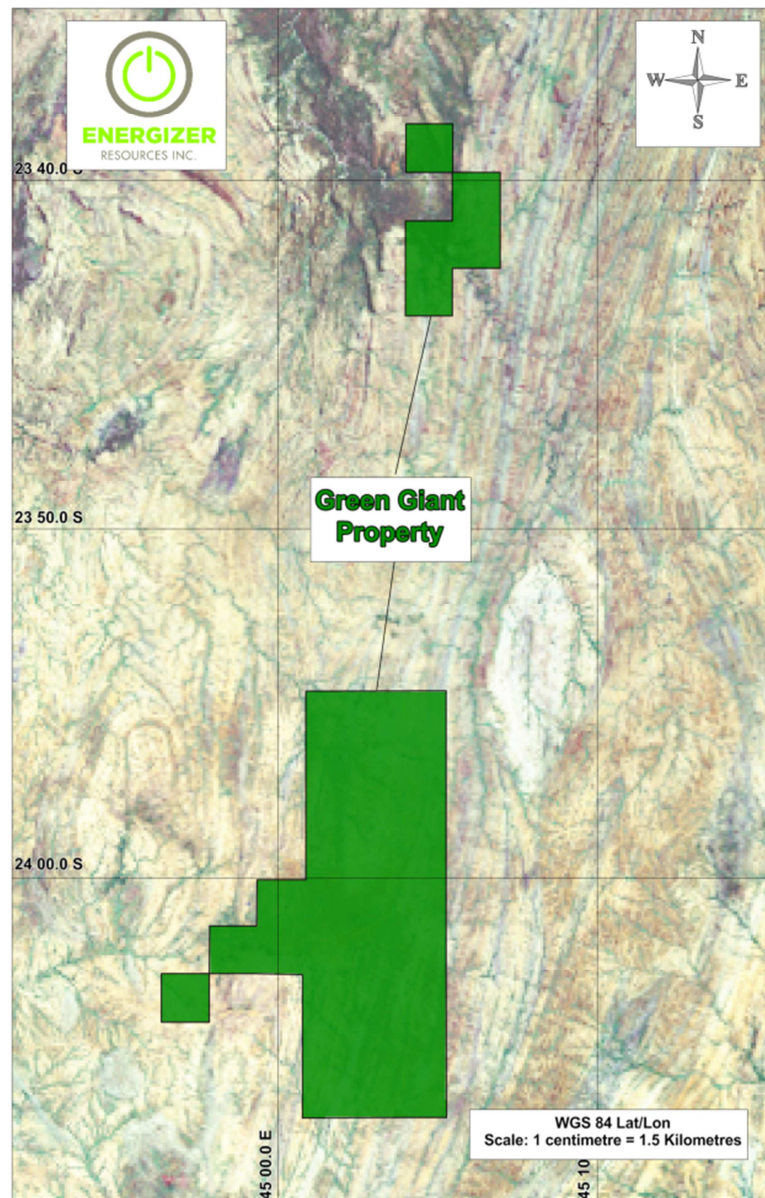 ENERGIZER
RESOURCES INC.
N
W E
S
23 40.0 S
Green Giant
Property
23 50.0 S
24 00.0 S
WGS 84 Lat/Lon
Scale: 1 centimetre = 1.5 Kilometres
45 00.0 E
45 10